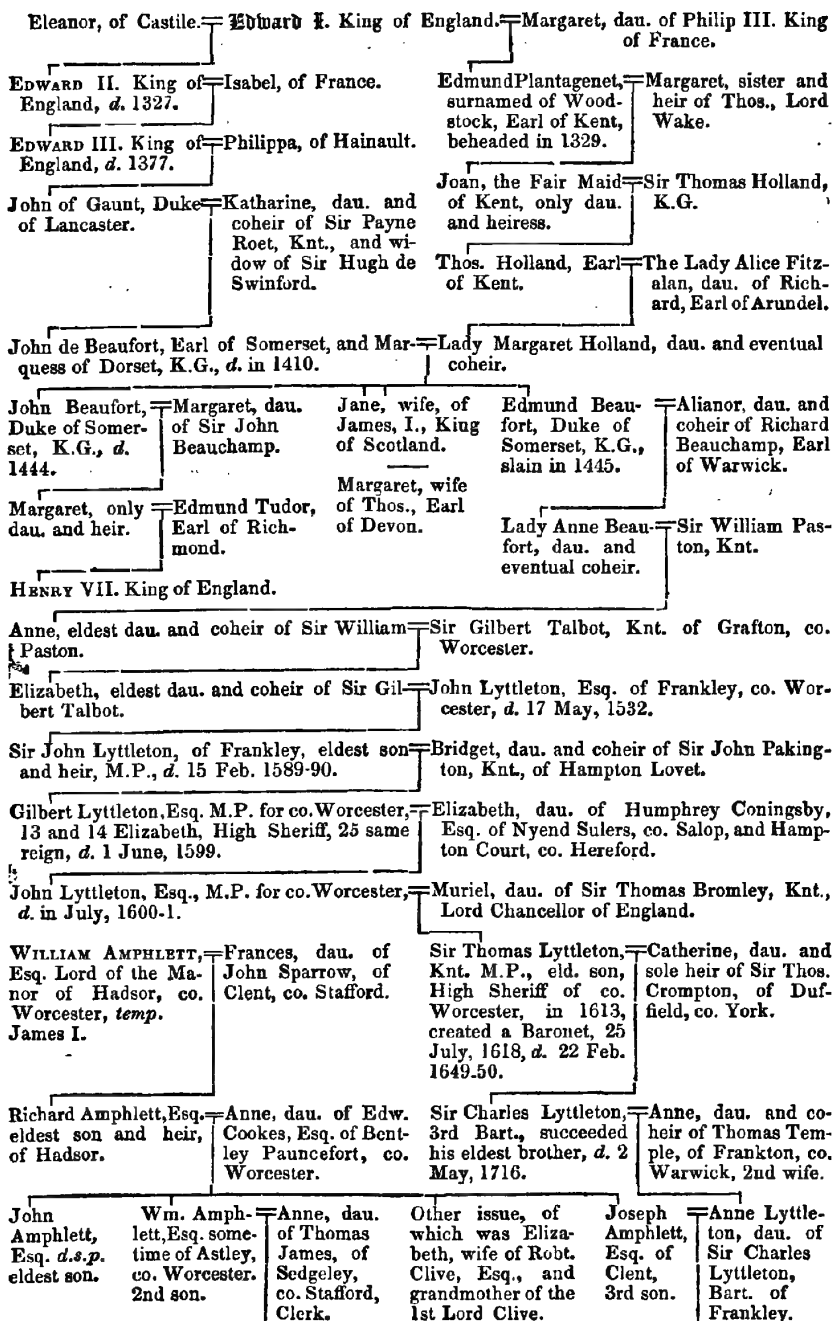 Eleanor, of Castile. Edward I. King of England. Margaret, dau. of Philip III. King
of France.
EDWARD II. King of
England, d. 1327.
Isabel, of France.
Edmund Plantagenet,
surnamed of Wood-
stock, Earl of Kent,
beheaded in 1329.
Margaret, sister and
heir of Thos., Lord
Wake.
EDWARD III. King of
England, d. 1377.
Philippa, of Hainault.
Joan, the Fair Maid
of Kent, only dau.
and heiress.
Sir Thomas Holland,
K.G.
John of Gaunt, Duke
of Lancaster.
Katharine, dau. and
coheir of Sir Payne
Roet, Knt., and wi-
dow of Sir Hugh de
Swinford.
Thos. Holland, Earl
of Kent.
The Lady Alice Fitz-
alan, dau. of Rich-
ard, Earl of Arundel.
John de Beaufort, Earl of Somerset, and Mar-
quess of Dorset, K.G., d. in 1410.
Lady Margaret Holland, dau. and eventual
coheir.
John Beaufort,
Duke of Somer-
set, K.G., d.
1444.
Margaret, dau.
of Sir John
Beauchamp.
Jane, wife, of
James, I., King
of Scotland.
Margaret, wife
of Thos., Earl
of Devon.
Edmund Beau-
fort, Duke of
Somerset, K.G.,
slain in 1445.
Alianor, dau. and
coheir of Richard
Beauchamp, Earl
of Warwick.
Margaret, only
dau. and heir.
Edmund Tudor,
Earl of Rich-
mond.
Lady Anne Beau-
fort, dau. and
eventual coheir.
Sir William Pas-
ton, Knt.
HENRY VII. King of England.
Anne, eldest dau. and coheir of Sir William
Paston.
Sir Gilbert Talbot, Knt. of Grafton, co.
Worcester.
Elizabeth, eldest dau. and coheir of Sir Gil-
bert Talbot.
John Lyttleton, Esq. of Frankley, co. Wor-
cester, d. 17 May, 1532.
Sir John Lyttleton, of Frankley, eldest son
and heir, M.P., d. 15 Feb. 1589-90.
Bridget, dau. and coheir of Sir John Paking-
ton, Knt., of Hampton Lovet.
Gilbert Lyttleton, Esq. M.P. for co. Worcester,
13 and 14 Elizabeth, High Sheriff, 25 same
reign, d. 1 June, 1599.
Elizabeth, dau. of Humphrey Coningsby,
Esq. of Nyend Sulers, co. Salop, and Hamp-
ton Court, co. Hereford.
John Lyttleton, Esq., M.P. for co. Worcester,
d. in July, 1600-1.
Muriel, dau. of Sir Thomas Bromley, Knt.,
Lord Chancellor of England.
WILLIAM AMPHLETT,
Esq. Lord of the Ma-
nor of Hadsor, co.
Worcester, temp.
James I.
Frances, dau. of
John Sparrow, of
Clent, co. Stafford.
Sir Thomas Lyttleton,
Knt. M.P., eld. son,
High Sheriff of co.
Worcester, in 1613,
created a Baronet, 25
July, 1618, d. 22 Feb.
1649-50.
Catherine, dau. and
sole heir of Sir Thos.
Crompton, of Duf-
field, co. York.
Richard Amphlett, Esq.
eldest son and heir,
of Hadsor.
Anne, dau. of Edw.
Cookes, Esq. of Bent-
ley Pauncefort, co.
Worcester.
Sir Charles Lyttleton,
3rd Bart., succeeded
his eldest brother, d. 2
May, 1716.
Anne, dau. and co-
heir of Thomas Tem-
ple, of Frankton, co.
Warwick, 2nd wife.
John
Amphlett,
Esq. d.s.p.
eldest son.
Wm. Amph-
lett, Esq. some-
time of Astley,
co. Worcester.
2nd son.
Anne, dau.
of Thomas
James, of
Sedgeley,
co. Stafford,
Clerk.
Other issue, of
which was Eliza-
beth, wife of Robt.
Clive, Esq., and
grandmother of the
1st Lord Clive.
Joseph
Amphlett,
Esq. of
Clent,
3rd son.
Anne Lyttle-
ton, dau. of
Sir Charles
Lyttleton,
Bart. of
Frankley.